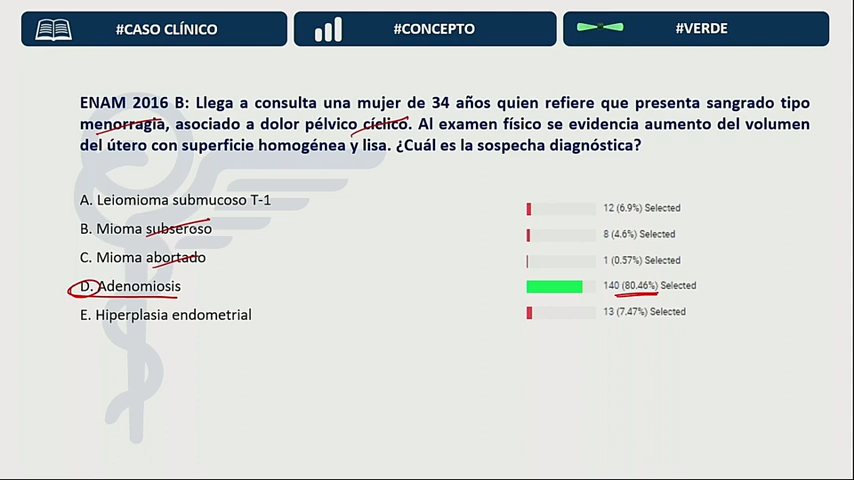 #CASO CLÍNICO
#CONCEPTO
#VERDE
ENAM 2016 B: Llega a consulta una mujer de 34 años quien refiere que presenta sangrado tipo
menorragia, asociado a dolor pélvico cíclico. Al examen físico se evidencia aumento del volumen
del útero con superficie homogénea y lisa. ¿Cuál es la sospecha diagnóstica?
A. Leiomioma submucoso T-1
12 (6.9%) Selected
B. Mioma subseroso
8 (4.6%) Selected
C. Mioma abortado
1 (0.57%) Selected
D. Adenomiosis
140 (80.46%) Selected
E. Hiperplasia endometrial
13 (7.47%) Selected